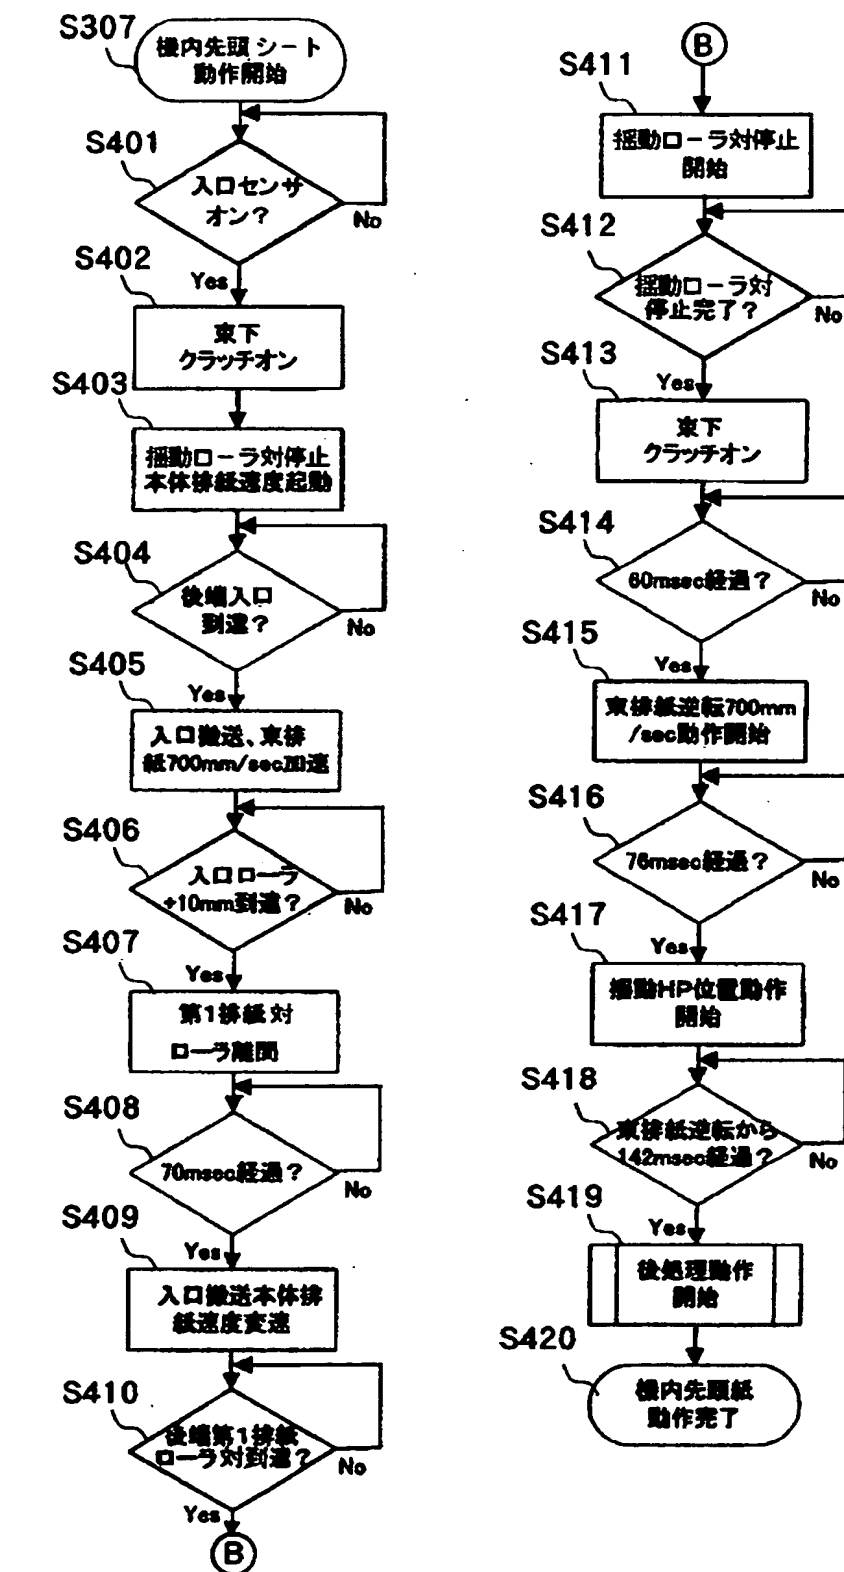 S307
機内先頭シート
動作開始
S401
入口センサ
オン?
No
Yes
S402
束下
クラッチオン
S403
揺動ローラ対停止
本体排紙速度起動
S404
後端入口
到達?
No
Yes
S405
入口搬送、束排
紙700mm/sec加速
S406
入口ローラ
+10mm到達?
No
Yes
S407
第1排紙対
ローラ離間
S408
70msec経過?
No
Yes
S409
入口搬送本体排
紙速度変速
S410
後端第1排紙
ローラ対到達?
No
Yes
B
B
S411
揺動ローラ対停止
開始
S412
揺動ローラ対
停止完了?
No
Yes
S413
束下
クラッチオン
S414
60msec経過?
No
Yes
S415
束排紙逆転700mm
/sec動作開始
S416
76msec経過?
No
Yes
S417
揺動HP位置動作
開始
S418
束排紙逆転から
142msec経過?
No
Yes
S419
後処理動作
開始
S420
機内先頭紙
動作完了